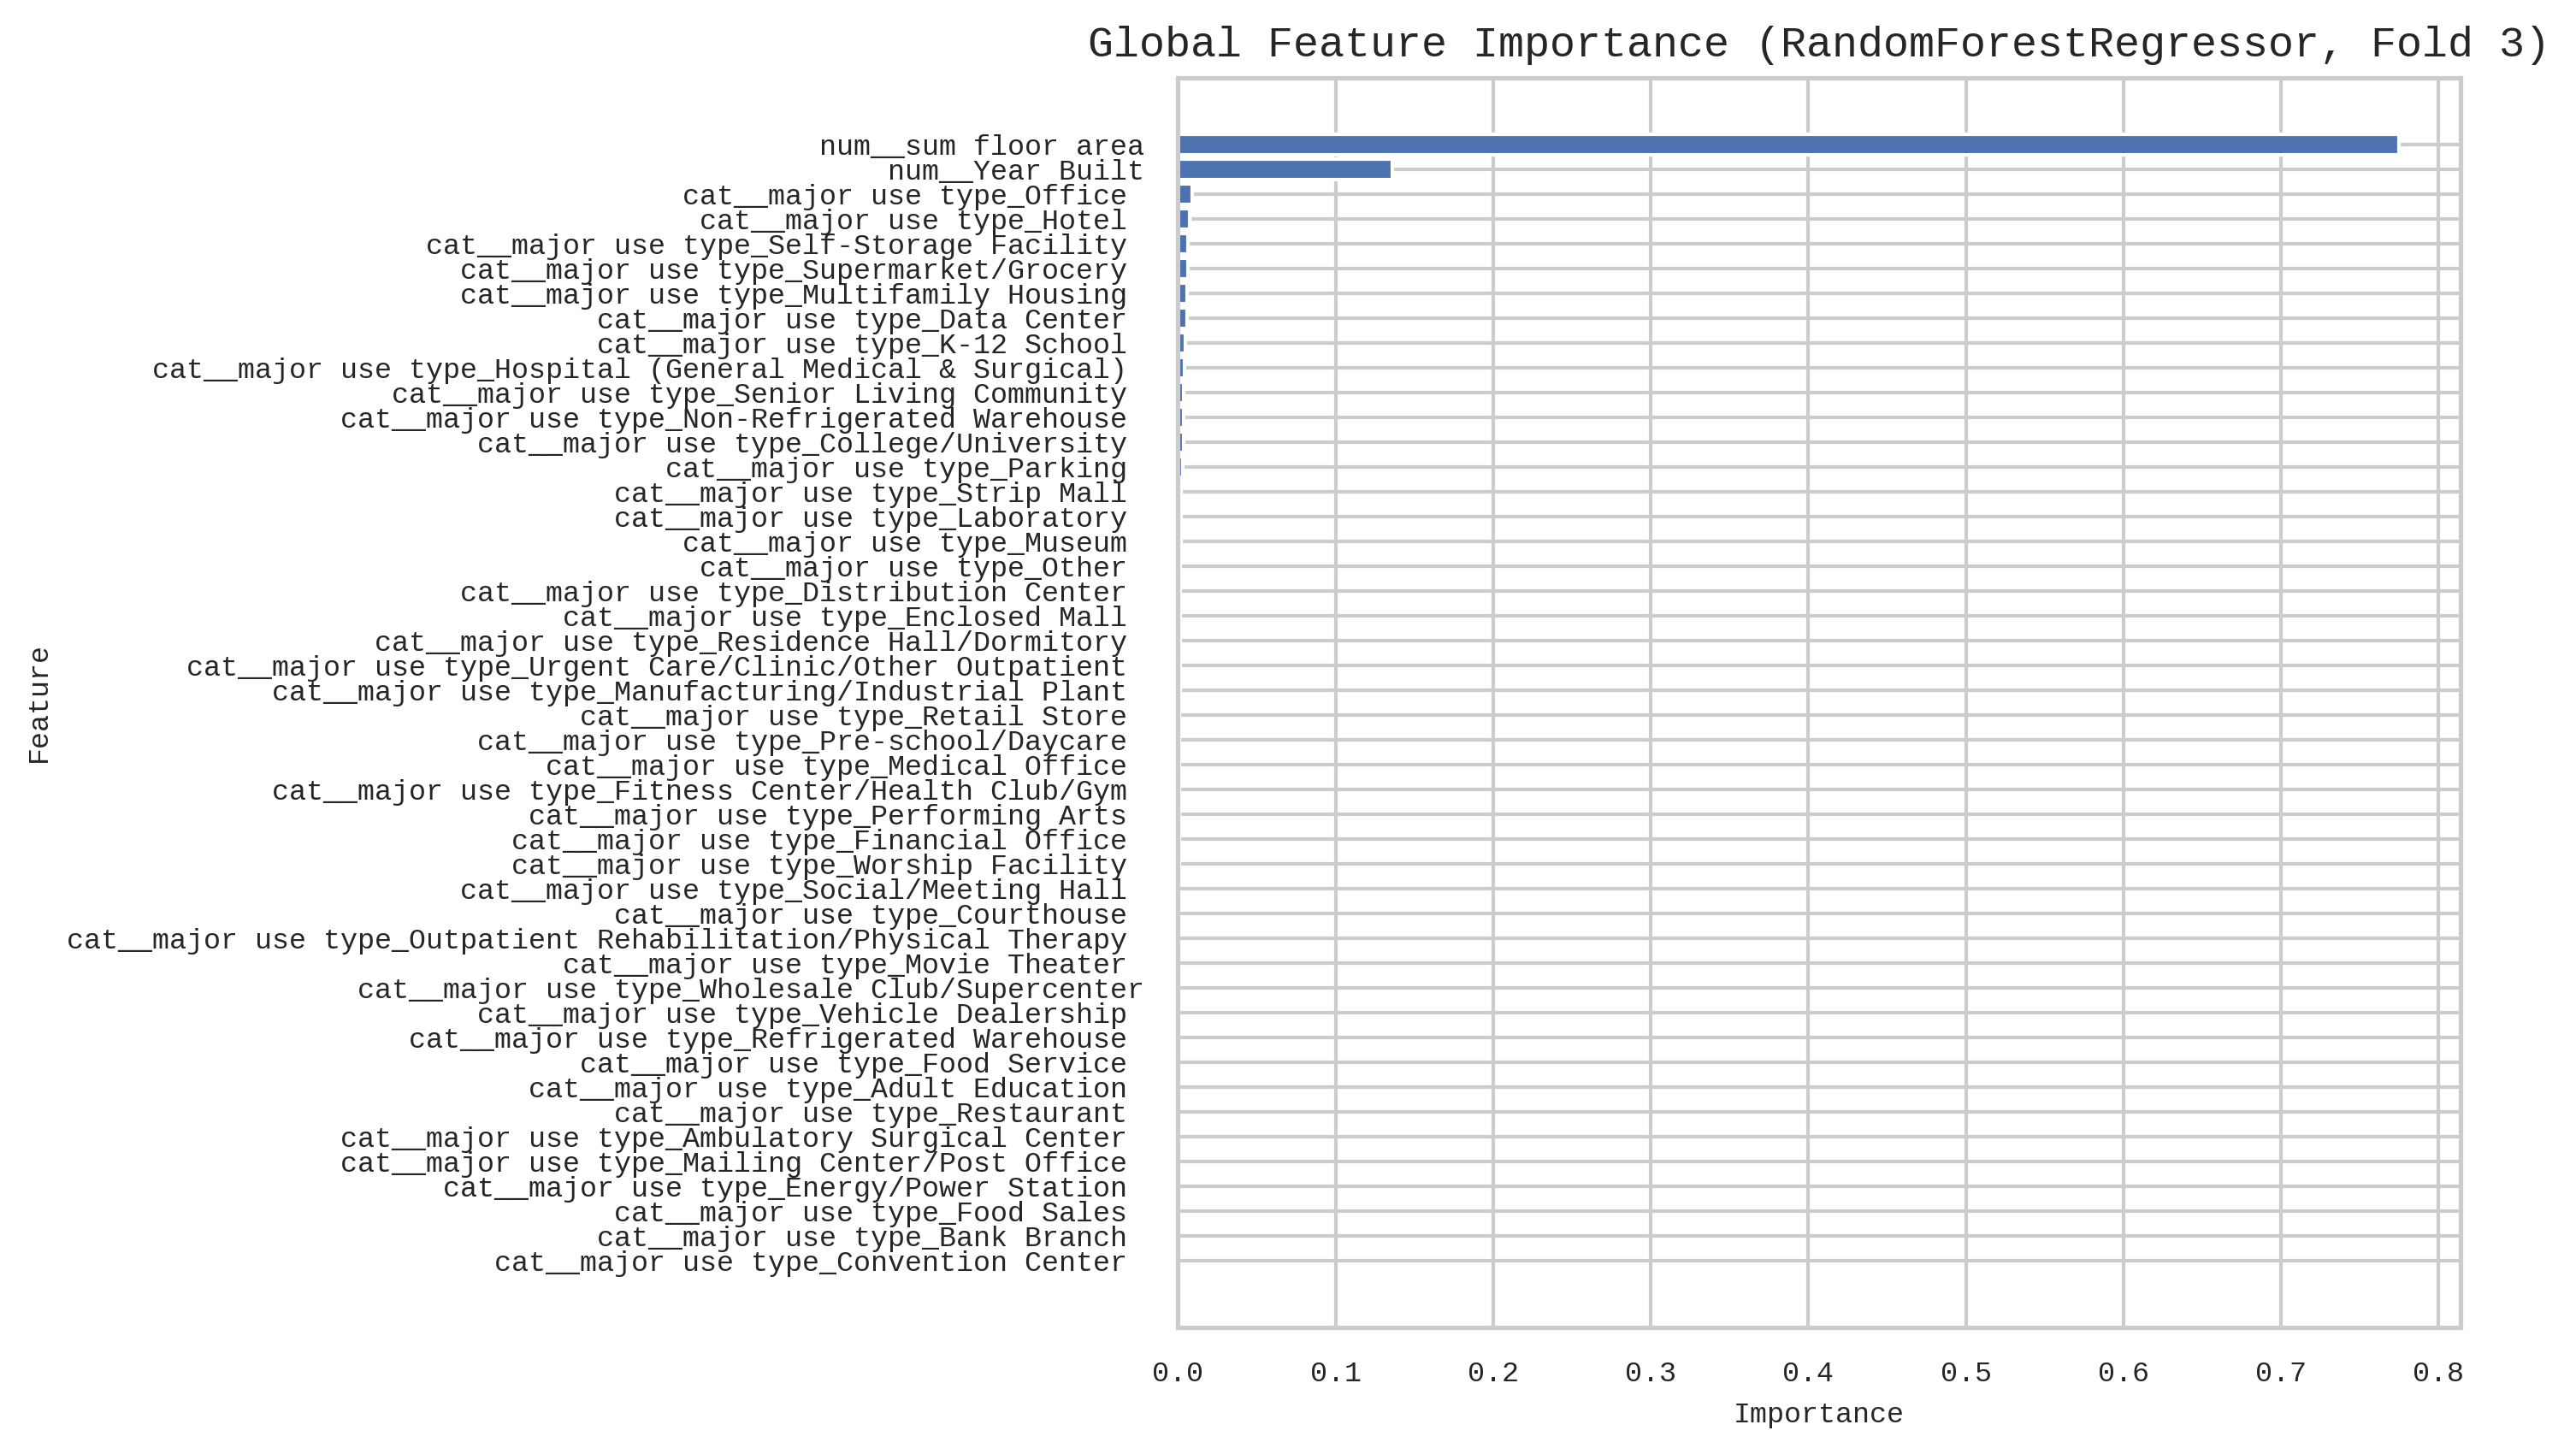 Global Feature Importance (RandomForestRegressor, Fold 3)
num__sum floor area
num__Year Built
cat__major use type_Office
cat__major use type_Hotel
cat__major use type_Self-Storage Facility
cat__major use type_Supermarket/Grocery
cat__major use type_Multifamily Housing
cat__major use type_Data Center
cat__major use type_K-12 School
cat__major use type_Hospital (General Medical & Surgical)
cat__major use type_Senior Living Community
cat__major use type_Non-Refrigerated Warehouse
cat__major use type_College/University
cat__major use type_Parking
cat__major use type_Strip Mall
cat__major use type_Laboratory
cat__major use type_Museum
cat__major use type_Other
cat__major use type_Distribution Center
cat__major use type_Enclosed Mall
cat__major use type_Residence Hall/Dormitory
cat__major use type_Urgent Care/Clinic/Other Outpatient
cat__major use type_Manufacturing/Industrial Plant
cat__major use type_Retail Store
cat__major use type_Pre-school/Daycare
cat__major use type_Medical Office
cat__major use type_Fitness Center/Health Club/Gym
cat__major use type_Performing Arts
cat__major use type_Financial Office
cat__major use type_Worship Facility
cat__major use type_Social/Meeting Hall
cat__major use type_Courthouse
cat__major use type_Outpatient Rehabilitation/Physical Therapy
cat__major use type_Movie Theater
cat__major use type_Wholesale Club/Supercenter
cat__major use type_Vehicle Dealership
cat__major use type_Refrigerated Warehouse
cat__major use type_Food Service
cat__major use type_Adult Education
cat__major use type_Restaurant
cat__major use type_Ambulatory Surgical Center
cat__major use type_Mailing Center/Post Office
cat__major use type_Energy/Power Station
cat__major use type_Food Sales
cat__major use type_Bank Branch
cat__major use type_Convention Center
Feature
0.0 0.1 0.2 0.3 0.4 0.5 0.6 0.7 0.8
Importance